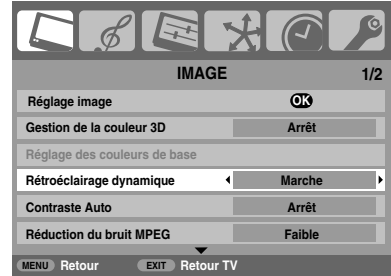 IMAGE 1/2
Réglage image OK
Gestion de la couleur 3D Arrêt
Réglage des couleurs de base
Rétroéclairage dynamique Marche
Contraste Auto Arrêt
Réduction du bruit MPEG Faible
MENU Retour EXIT Retour TV